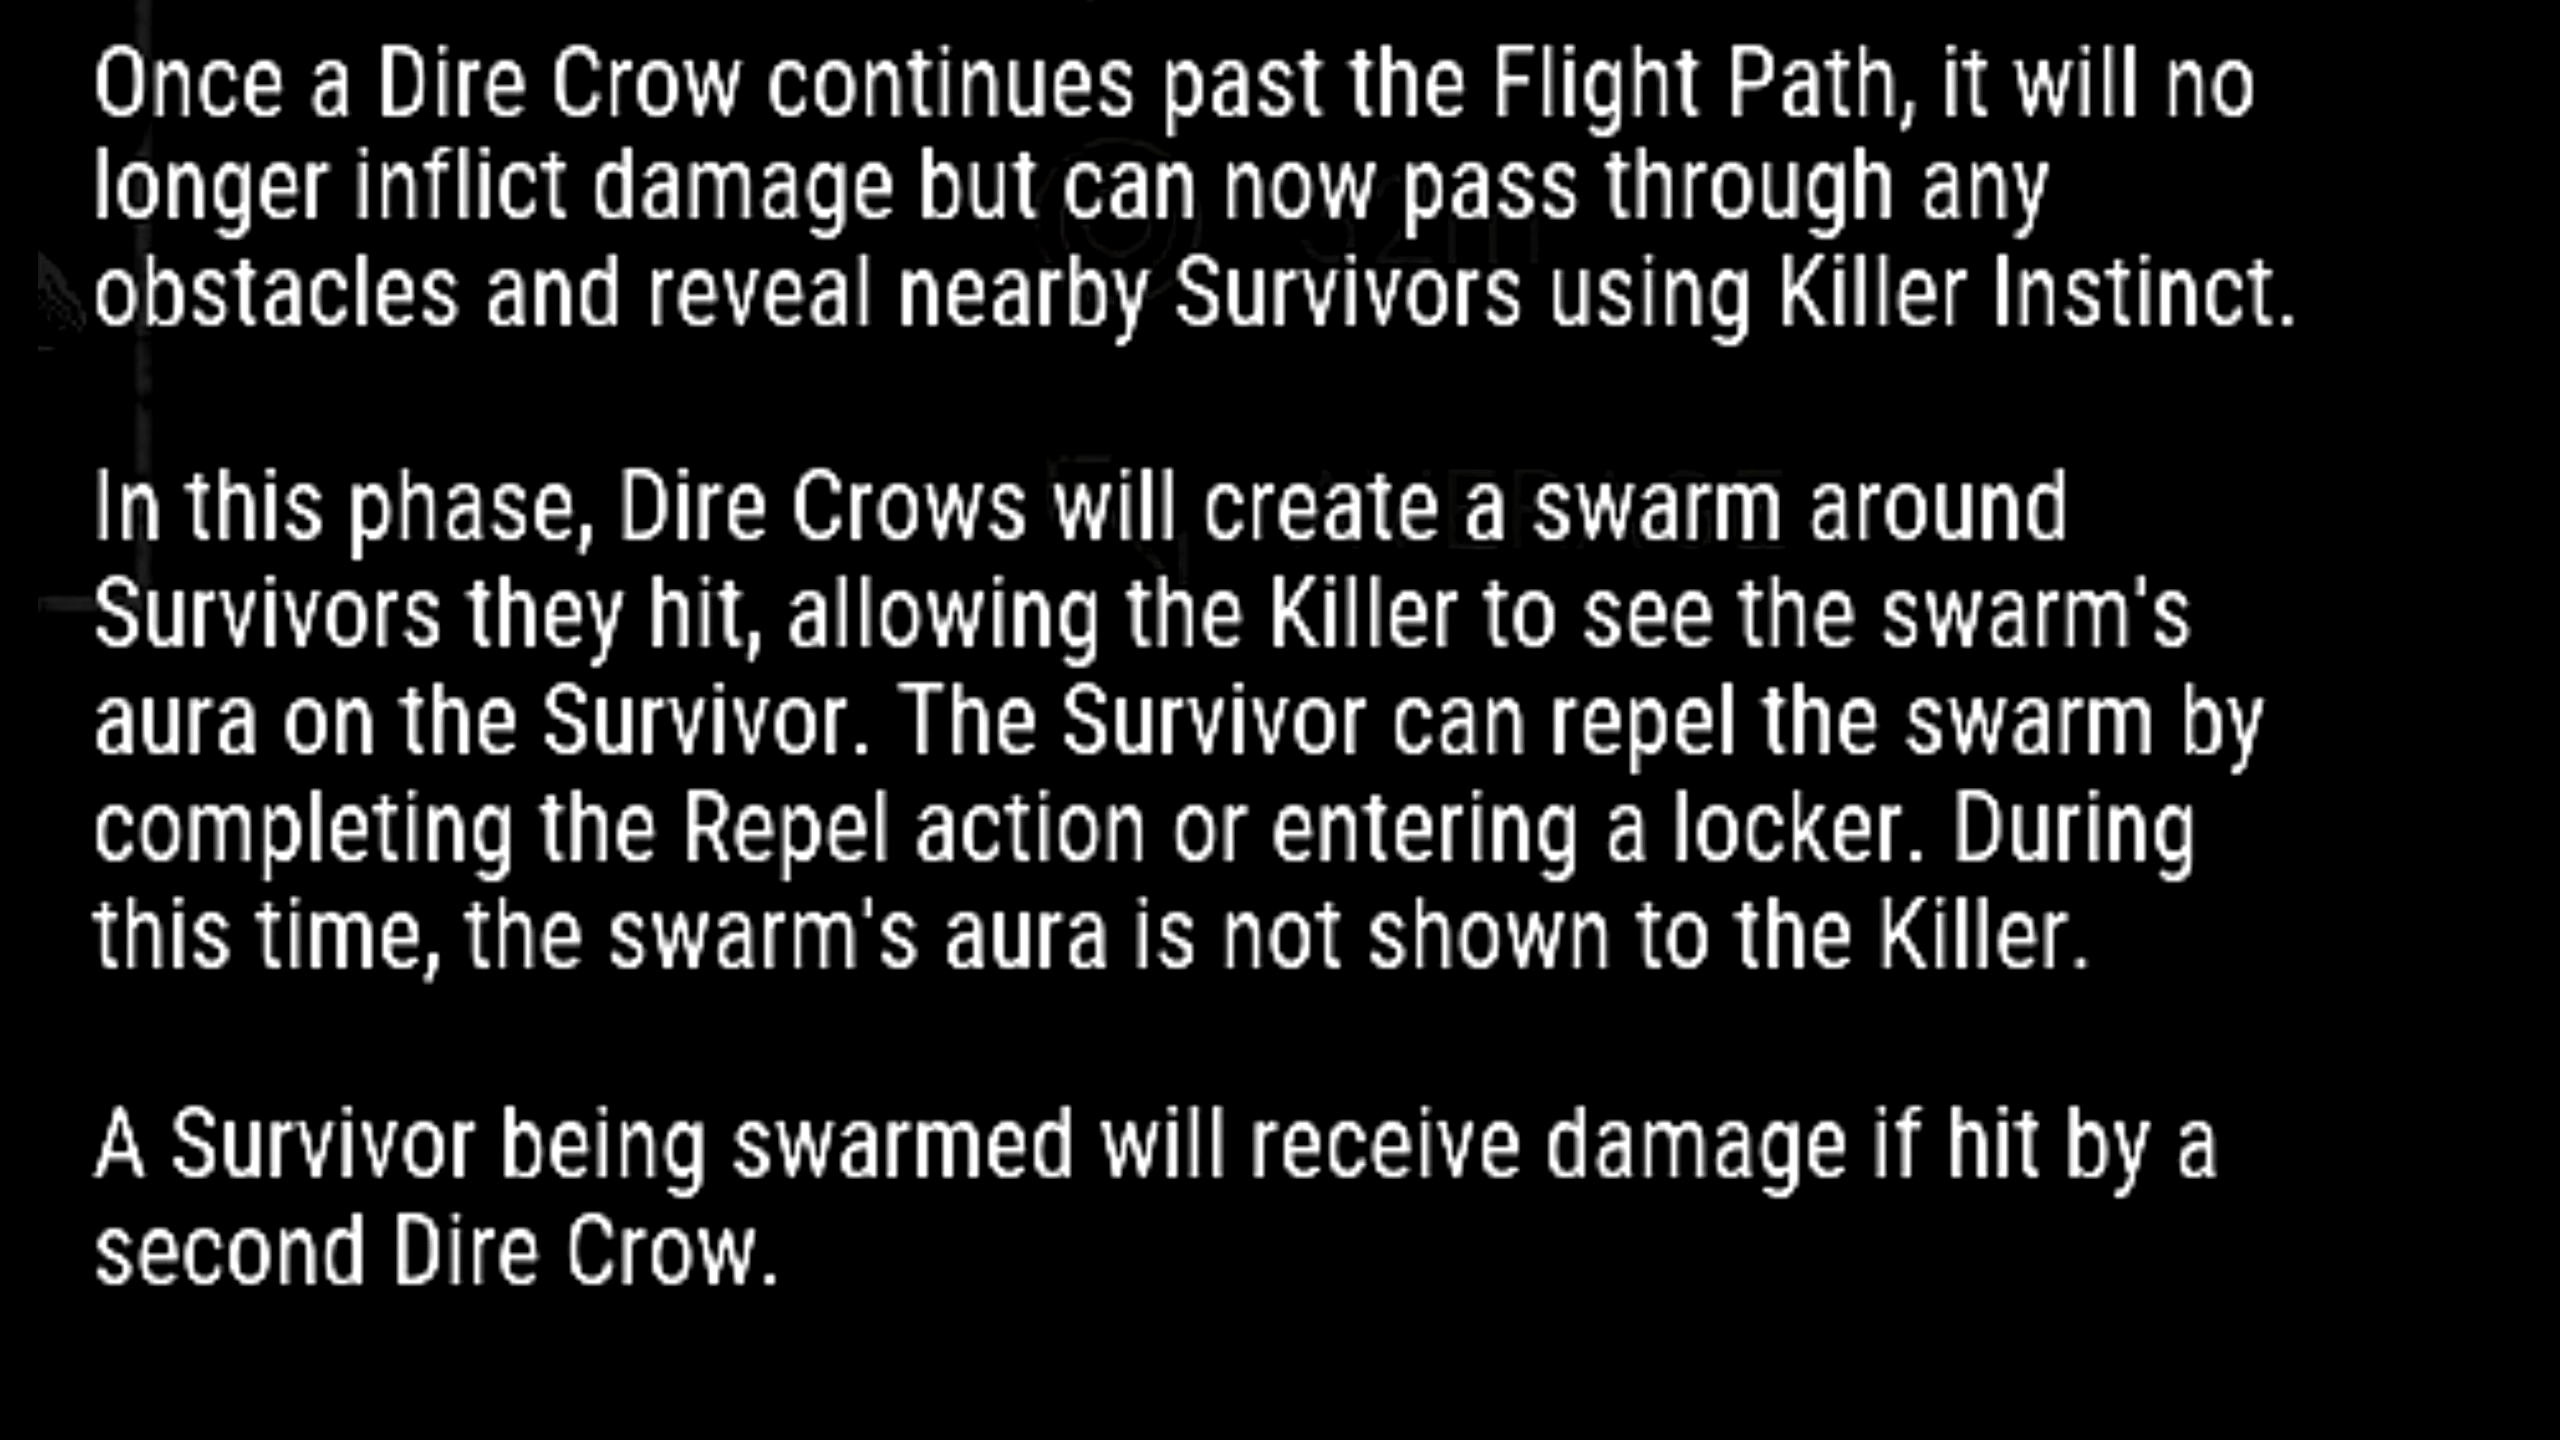 Once a Dire Crow continues past the Flight Path, it will no
longer inflict damage but can now pass through any
obstacles and reveal nearby Survivors using Killer Instinct.
In this phase, Dire Crows will create a swarm around
Survivors they hit, allowing the Killer to see the swarm's
aura on the Survivor. The Survivor can repel the swarm by
completing the Repel action or entering a locker. During
this time, the swarm's aura is not shown to the Killer.
A Survivor being swarmed will receive damage if hit by a
second Dire Crow.